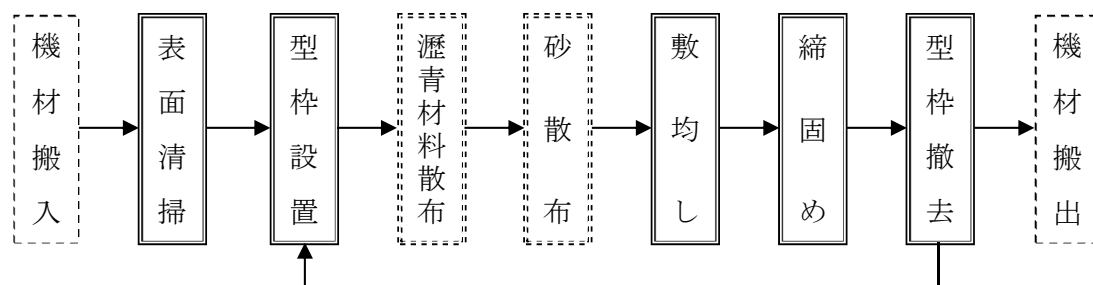 機材搬入
表面清掃
型枠設置
瀝青材料散布
砂散布
敷均し
締固め
型枠撤去
機材搬出